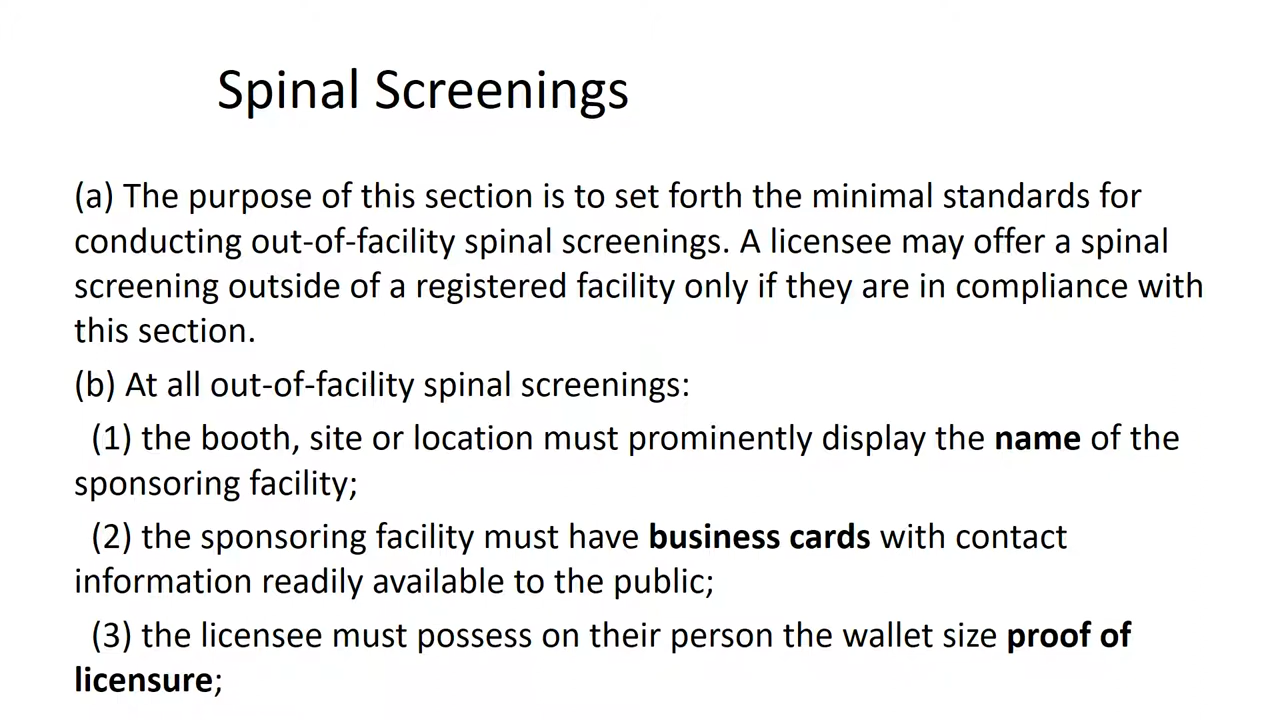 Spinal Screenings
(a) The purpose of this section is to set forth the minimal standards for
conducting out-of-facility spinal screenings. A licensee may offer a spinal
screening outside of a registered facility only if they are in compliance with
this section.
(b) At all out-of-facility spinal screenings:
(1) the booth, site or location must prominently display the name of the
sponsoring facility;
(2) the sponsoring facility must have business cards with contact
information readily available to the public;
(3) the licensee must possess on their person the wallet size proof of
licensure;